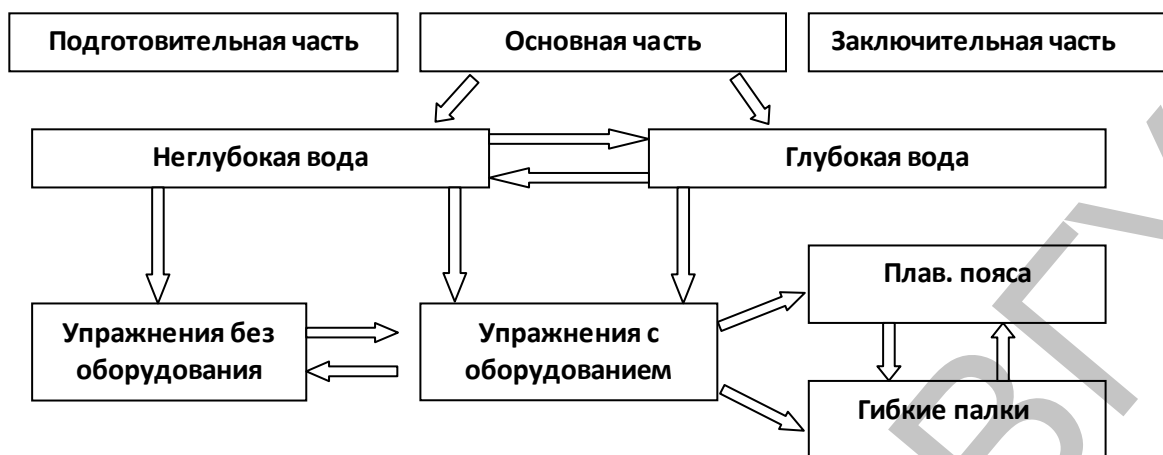 Подготовительная часть
Основная часть
Заключительная часть
Неглубокая вода
Глубокая вода
Плав. пояса
Упражнения без
оборудования
Упражнения с
оборудованием
Гибкие палки
ВГУ